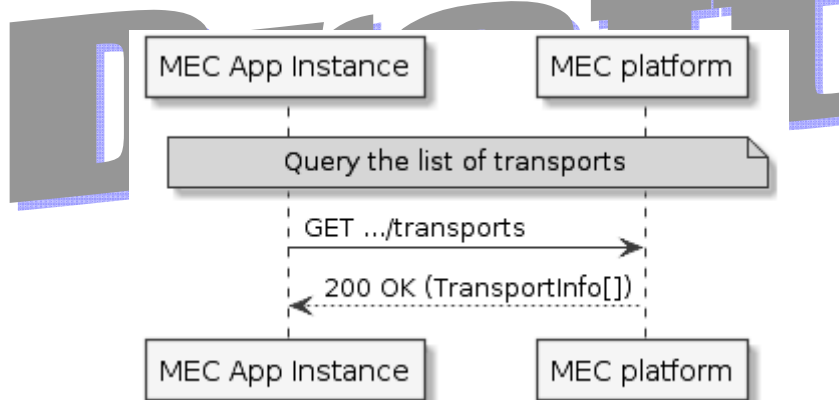 MEC App Instance MEC platform
Query the list of transports
GET .../transports
200 OK (TransportInfo[])
MEC App Instance MEC platform